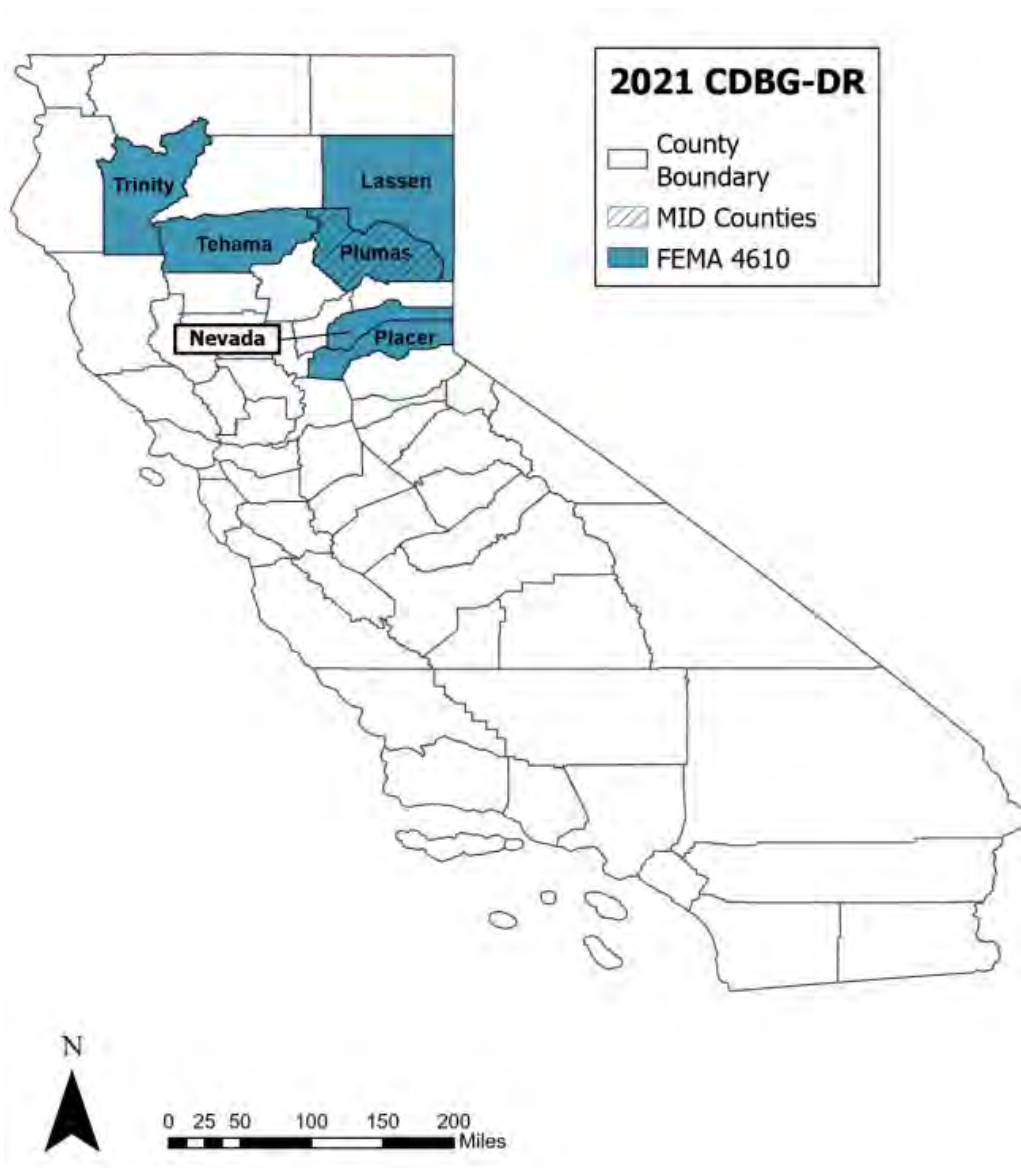 2021 CDBG-DR
County
Boundary
MID Counties
FEMA 4610
Trinity
Lassen
Tehama
Plumas
Nevada
Placer
N
0 25 50 100 150 200
Miles